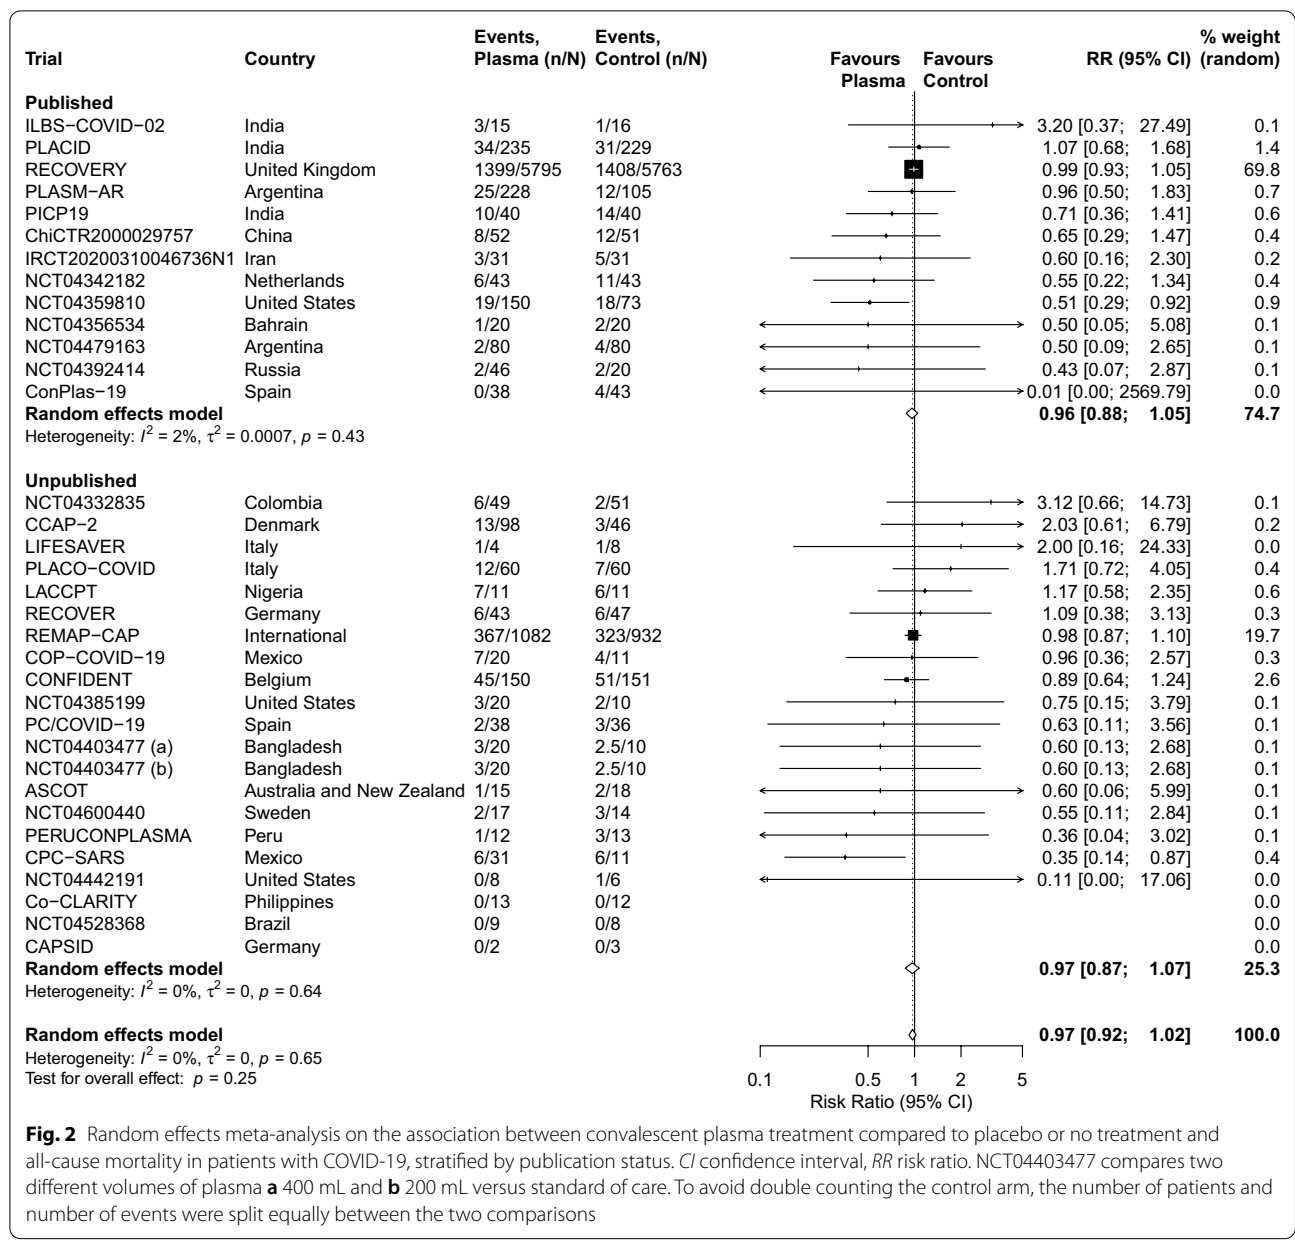 Trial Country Events, Plasma (n/N) Events, Control (n/N) Favours Plasma Favours Control RR (95% CI) % weight (random)
Published
ILBS−COVID−02 India 3/15 1/16 3.20 [0.37; 27.49] 0.1
PLACID India 34/235 31/229 1.07 [0.68; 1.68] 1.4
RECOVERY United Kingdom 1399/5795 1408/5763 0.99 [0.93; 1.05] 69.8
PLASM−AR Argentina 25/228 12/105 0.96 [0.50; 1.83] 0.7
PICP19 India 10/40 14/40 0.71 [0.36; 1.41] 0.6
ChiCTR2000029757 China 8/52 12/51 0.65 [0.29; 1.47] 0.4
IRCT20200310046736N1 Iran 3/31 5/31 0.60 [0.16; 2.30] 0.2
NCT04342182 Netherlands 6/43 11/43 0.55 [0.22; 1.34] 0.4
NCT04359810 United States 19/150 18/73 0.51 [0.29; 0.92] 0.9
NCT04356534 Bahrain 1/20 2/20 0.50 [0.05; 5.08] 0.1
NCT04479163 Argentina 2/80 4/80 0.50 [0.09; 2.65] 0.1
NCT04392414 Russia 2/46 2/20 0.43 [0.07; 2.87] 0.1
ConPlas−19 Spain 0/38 4/43 0.01 [0.00; 2569.79] 0.0
Random effects model 0.96 [0.88; 1.05] 74.7
Heterogeneity: I² = 2%, τ² = 0.0007, p = 0.43
Unpublished
NCT04332835 Colombia 6/49 2/51 3.12 [0.66; 14.73] 0.1
CCAP−2 Denmark 13/98 3/46 2.03 [0.61; 6.79] 0.2
LIFESAVER Italy 1/4 1/8 2.00 [0.16; 24.33] 0.0
PLACO−COVID Italy 12/60 7/60 1.71 [0.72; 4.05] 0.4
LACCPT Nigeria 7/11 6/11 1.17 [0.58; 2.35] 0.6
RECOVER Germany 6/43 6/47 1.09 [0.38; 3.13] 0.3
REMAP−CAP International 367/1082 323/932 0.98 [0.87; 1.10] 19.7
COP−COVID−19 Mexico 7/20 4/11 0.96 [0.36; 2.57] 0.3
CONFIDENT Belgium 45/150 51/151 0.89 [0.64; 1.24] 2.6
NCT04385199 United States 3/20 2/10 0.75 [0.15; 3.79] 0.1
PC/COVID−19 Spain 2/38 3/36 0.63 [0.11; 3.56] 0.1
NCT04403477 (a) Bangladesh 3/20 2.5/10 0.60 [0.13; 2.68] 0.1
NCT04403477 (b) Bangladesh 3/20 2.5/10 0.60 [0.13; 2.68] 0.1
ASCOT Australia and New Zealand 1/15 2/18 0.60 [0.06; 5.99] 0.1
NCT04600440 Sweden 2/17 3/14 0.55 [0.11; 2.84] 0.1
PERUCONPLASMA Peru 1/12 3/13 0.36 [0.04; 3.02] 0.1
CPC−SARS Mexico 6/31 6/11 0.35 [0.14; 0.87] 0.4
NCT04442191 United States 0/8 1/6 0.11 [0.00; 17.06] 0.0
Co−CLARITY Philippines 0/13 0/12 0.0
NCT04528368 Brazil 0/9 0/8 0.0
CAPSID Germany 0/2 0/3 0.0
Random effects model 0.97 [0.87; 1.07] 25.3
Heterogeneity: I² = 0%, τ² = 0, p = 0.64
Random effects model 0.97 [0.92; 1.02] 100.0
Heterogeneity: I² = 0%, τ² = 0, p = 0.65
Test for overall effect: p = 0.25
0.1 0.5 1 2 5
Risk Ratio (95% CI)
Fig. 2 Random effects meta-analysis on the association between convalescent plasma treatment compared to placebo or no treatment and
all-cause mortality in patients with COVID-19, stratified by publication status. CI confidence interval, RR risk ratio. NCT04403477 compares two
different volumes of plasma a 400 mL and b 200 mL versus standard of care. To avoid double counting the control arm, the number of patients and
number of events were split equally between the two comparisons